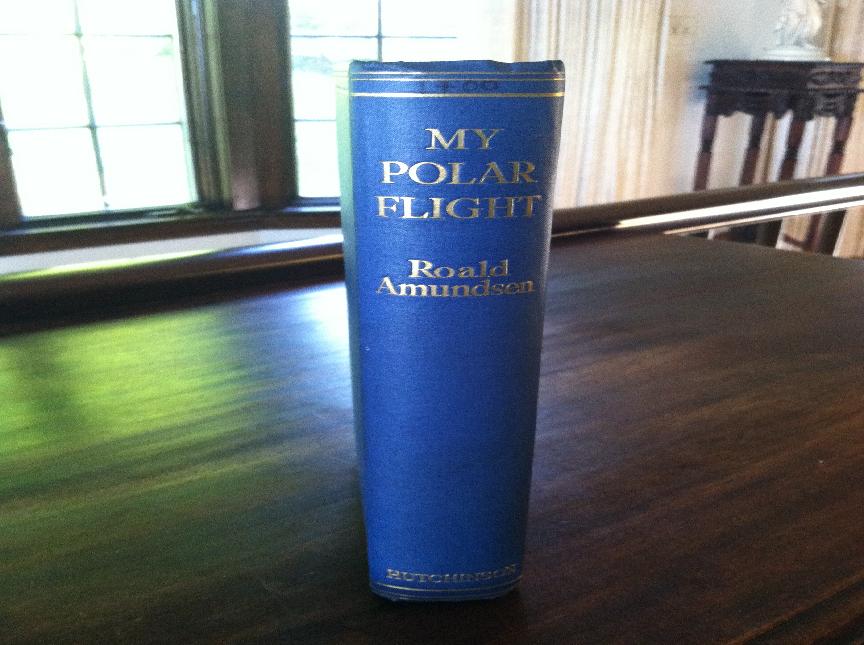 MY
POLAR
FLIGHT
Roald
Amundsen
HUTCHINSON